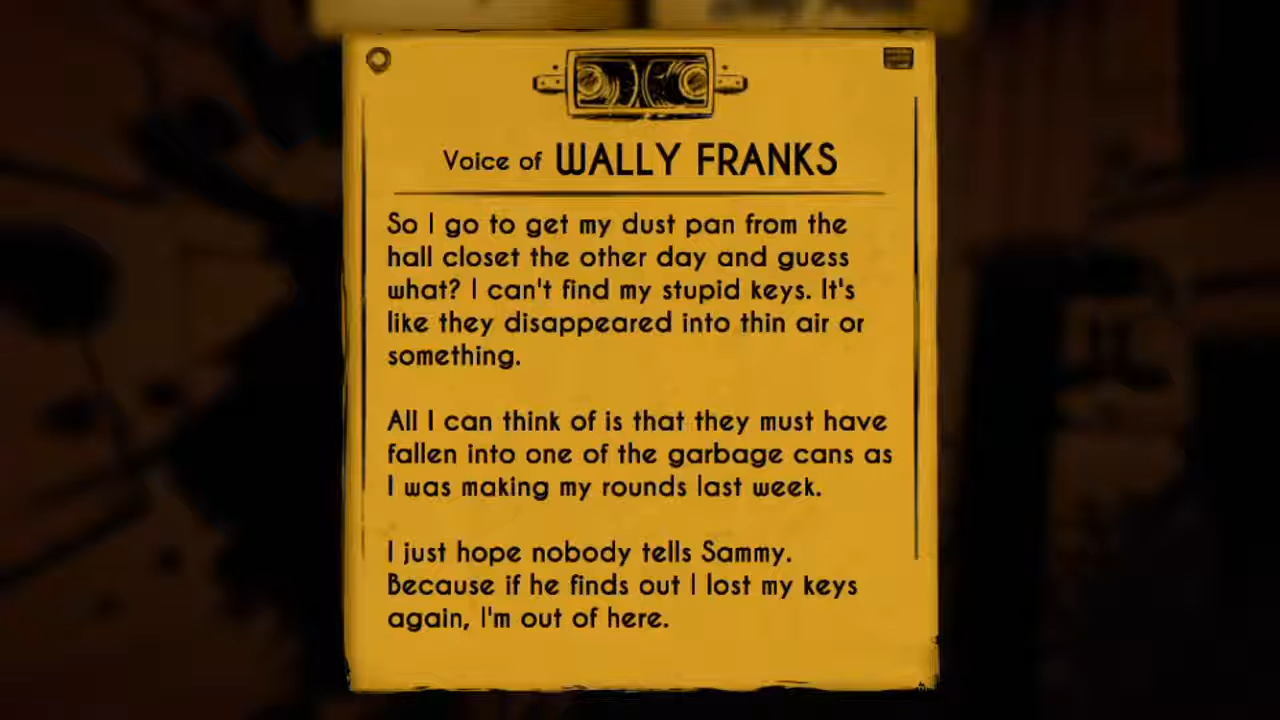 Voice of WALLY FRANKS
So I go to get my dust pan from the
hall closet the other day and guess
what? I can't find my stupid keys. It's
like they disappeared into thin air or
something.
All I can think of is that they must have
fallen into one of the garbage cans as
I was making my rounds last week.
I just hope nobody tells Sammy.
Because if he finds out I lost my keys
again, I'm out of here.